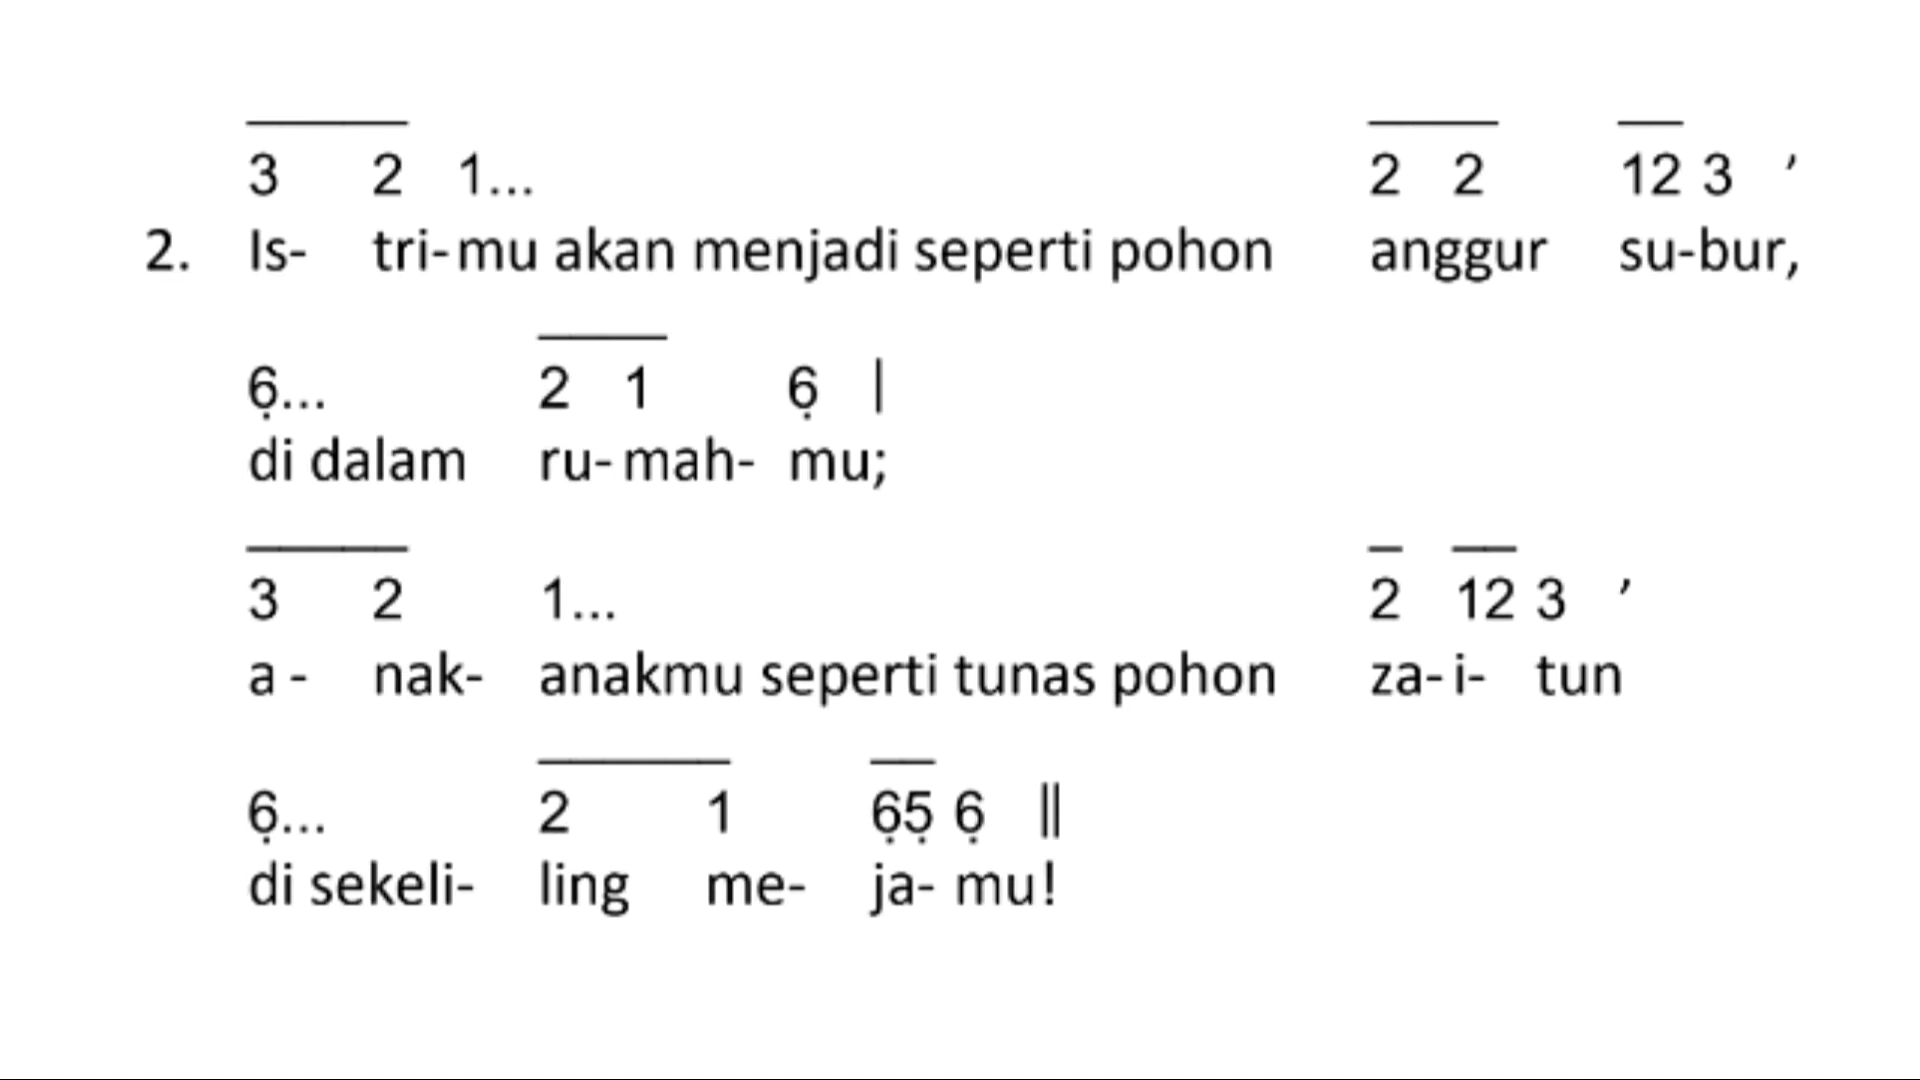 3 2 1... 2 2 12 3 ,
2. Is- tri-mu akan menjadi seperti pohon anggur su-bur,
6̣... 2 1 6̣ |
di dalam ru-mah- mu;
3 2 1... 2 12 3 ,
a - nak- anakmu seperti tunas pohon za-i- tun
6̣... 2 1 6̣5̣ 6̣ ||
di sekeli- ling me- ja- mu!